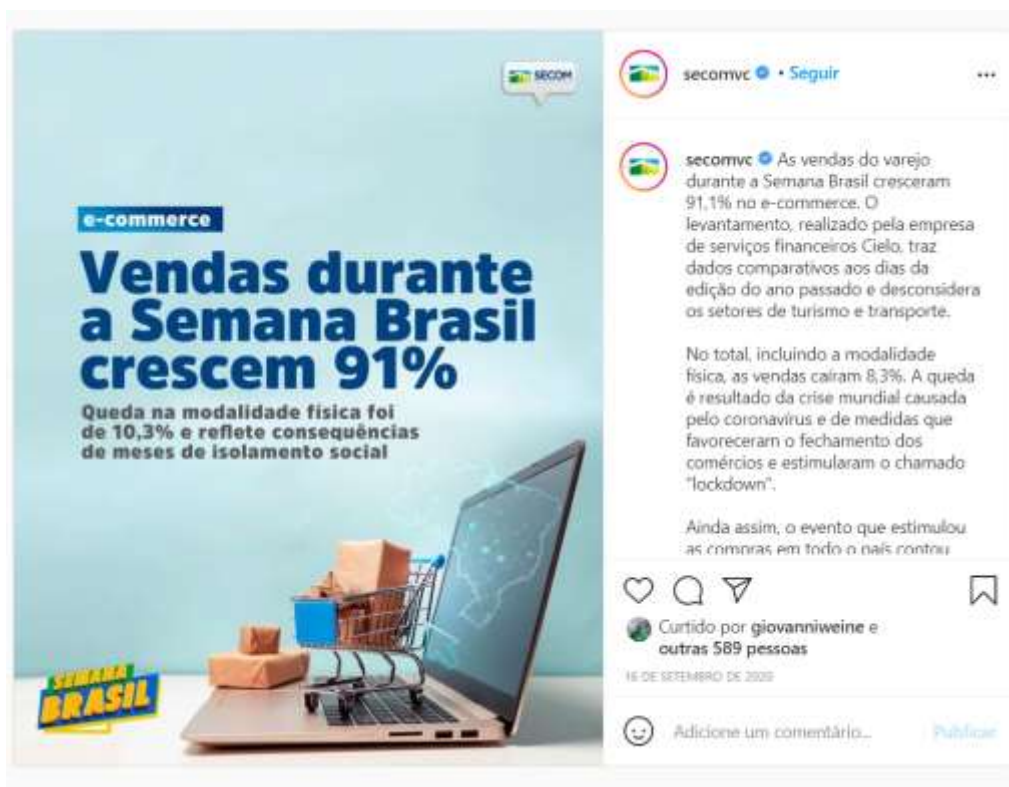 SECOM
e-commerce
Vendas durante
a Semana Brasil
crescem 91%
Queda na modalidade física foi
de 10,3% e reflete consequências
de meses de isolamento social
SEMANA
BRASIL
secomvc • Seguir
secomvc As vendas do varejo
durante a Semana Brasil cresceram
91,1% no e-commerce. O
levantamento, realizado pela empresa
de serviços financeiros Cielo, traz
dados comparativos aos dias da
edição do ano passado e desconsidera
os setores de turismo e transporte.
No total, incluindo a modalidade
física, as vendas caíram 8,3%. A queda
é resultado da crise mundial causada
pelo coronavírus e de medidas que
favoreceram o fechamento dos
comércios e estimularam o chamado
"lockdown".
Ainda assim, o evento que estimulou
as compras em todo o país contou
Curtido por giovanniweine e
outras 589 pessoas
16 DE SETEMBRO DE 2020
Adicione um comentário... Publicar